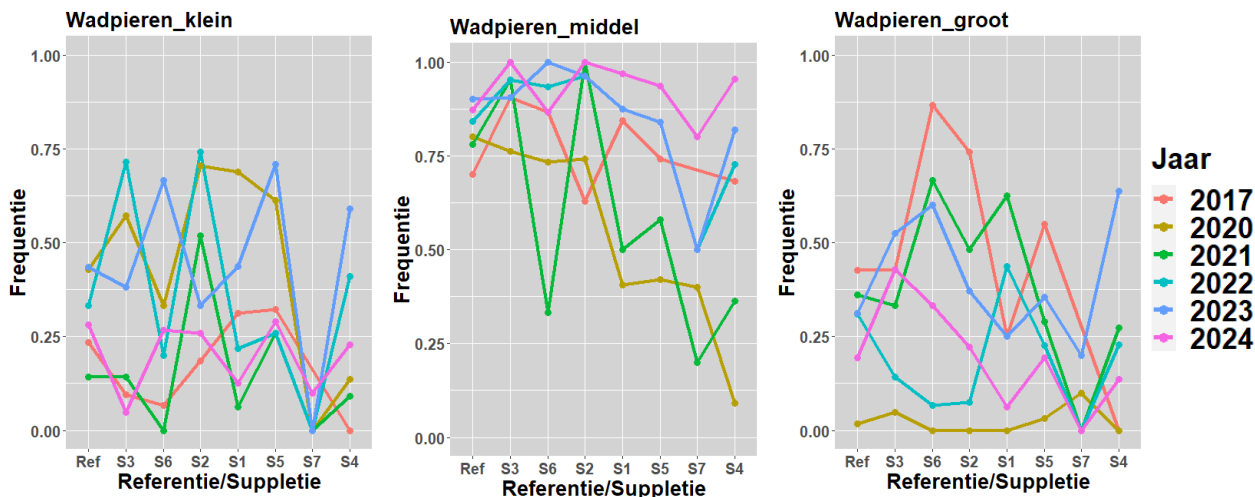 Wadpieren_klein
1.00
0.75
0.50
0.25
0.00
Frequentie
Ref S3 S6 S2 S1 S5 S7 S4
Referentie/Suppletie
Wadpieren_middel
1.00
0.75
0.50
0.25
0.00
Frequentie
Ref S3 S6 S2 S1 S5 S7 S4
Referentie/Suppletie
Wadpieren_groot
1.00
0.75
0.50
0.25
0.00
Frequentie
Ref S3 S6 S2 S1 S5 S7 S4
Referentie/Suppletie
Jaar
2017
2020
2021
2022
2023
2024